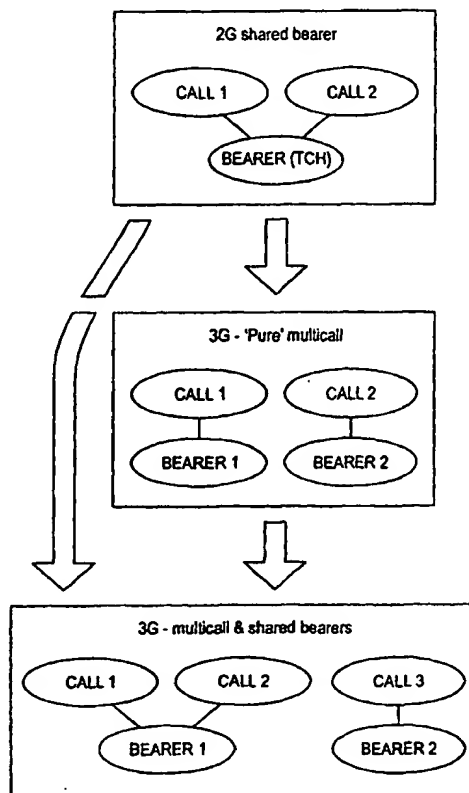 2G shared bearer
CALL 1
CALL 2
BEARER (TCH)
3G - 'Pure' multicall
CALL 1
CALL 2
BEARER 1
BEARER 2
3G - multicall & shared bearers
CALL 1
CALL 2
CALL 3
BEARER 1
BEARER 2